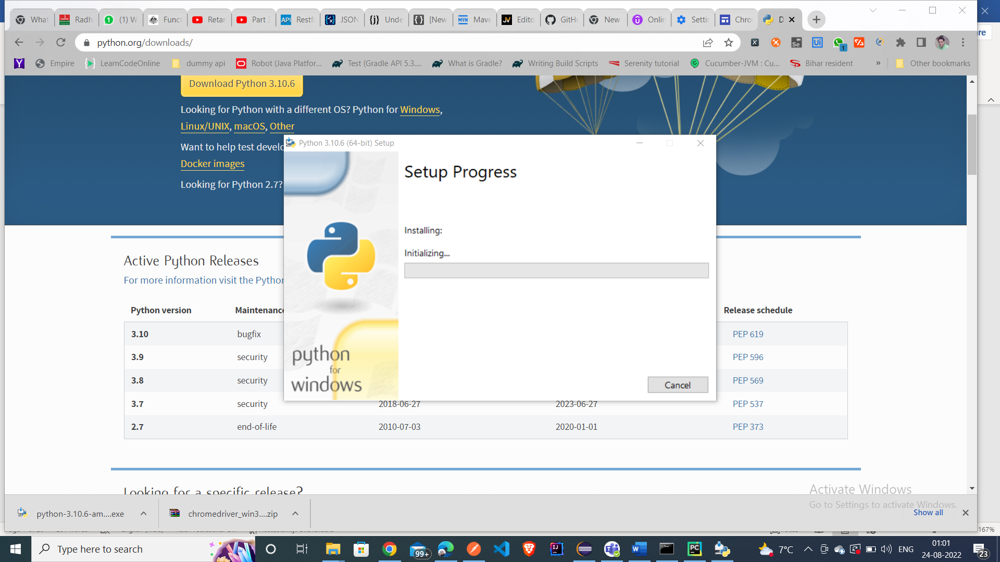 What
Radh
(1) W
Funct
Retar
Part 3
Restf
JSON
Unde
[New
Mave
Edito
GitHu
New
Onlin
Settin
Chro
D
python.org/downloads/
Empire
LearnCodeOnline
dummy api
Robot (Java Platfor...
Test (Gradle API 5.3....
What is Gradle?
Writing Build Scripts
Serenity tutorial
Cucumber-JVM : Cu...
Bihar resident
»
Other bookmarks
Download Python 3.10.6
Looking for Python with a different OS? Python for Windows,
Linux/UNIX, macOS, Other
Want to help test develo
Docker images
Looking for Python 2.7?
Python 3.10.6 (64-bit) Setup
Setup Progress
Installing:
Initializing...
python
for
windows
Cancel
Active Python Releases
For more information visit the Python
Python version Maintenance Release schedule
3.10 bugfix PEP 619
3.9 security PEP 596
3.8 security PEP 569
3.7 security 2018-06-27 2023-06-27 PEP 537
2.7 end-of-life 2010-07-03 2020-01-01 PEP 373
Looking for a specific release?
Activate Windows
Go to Settings to activate Windows.
python-3.10.6-am....exe
chromedriver_win3....zip
Show all
167%
Type here to search
99+
7°C
ENG
01:01
24-08-2022
23